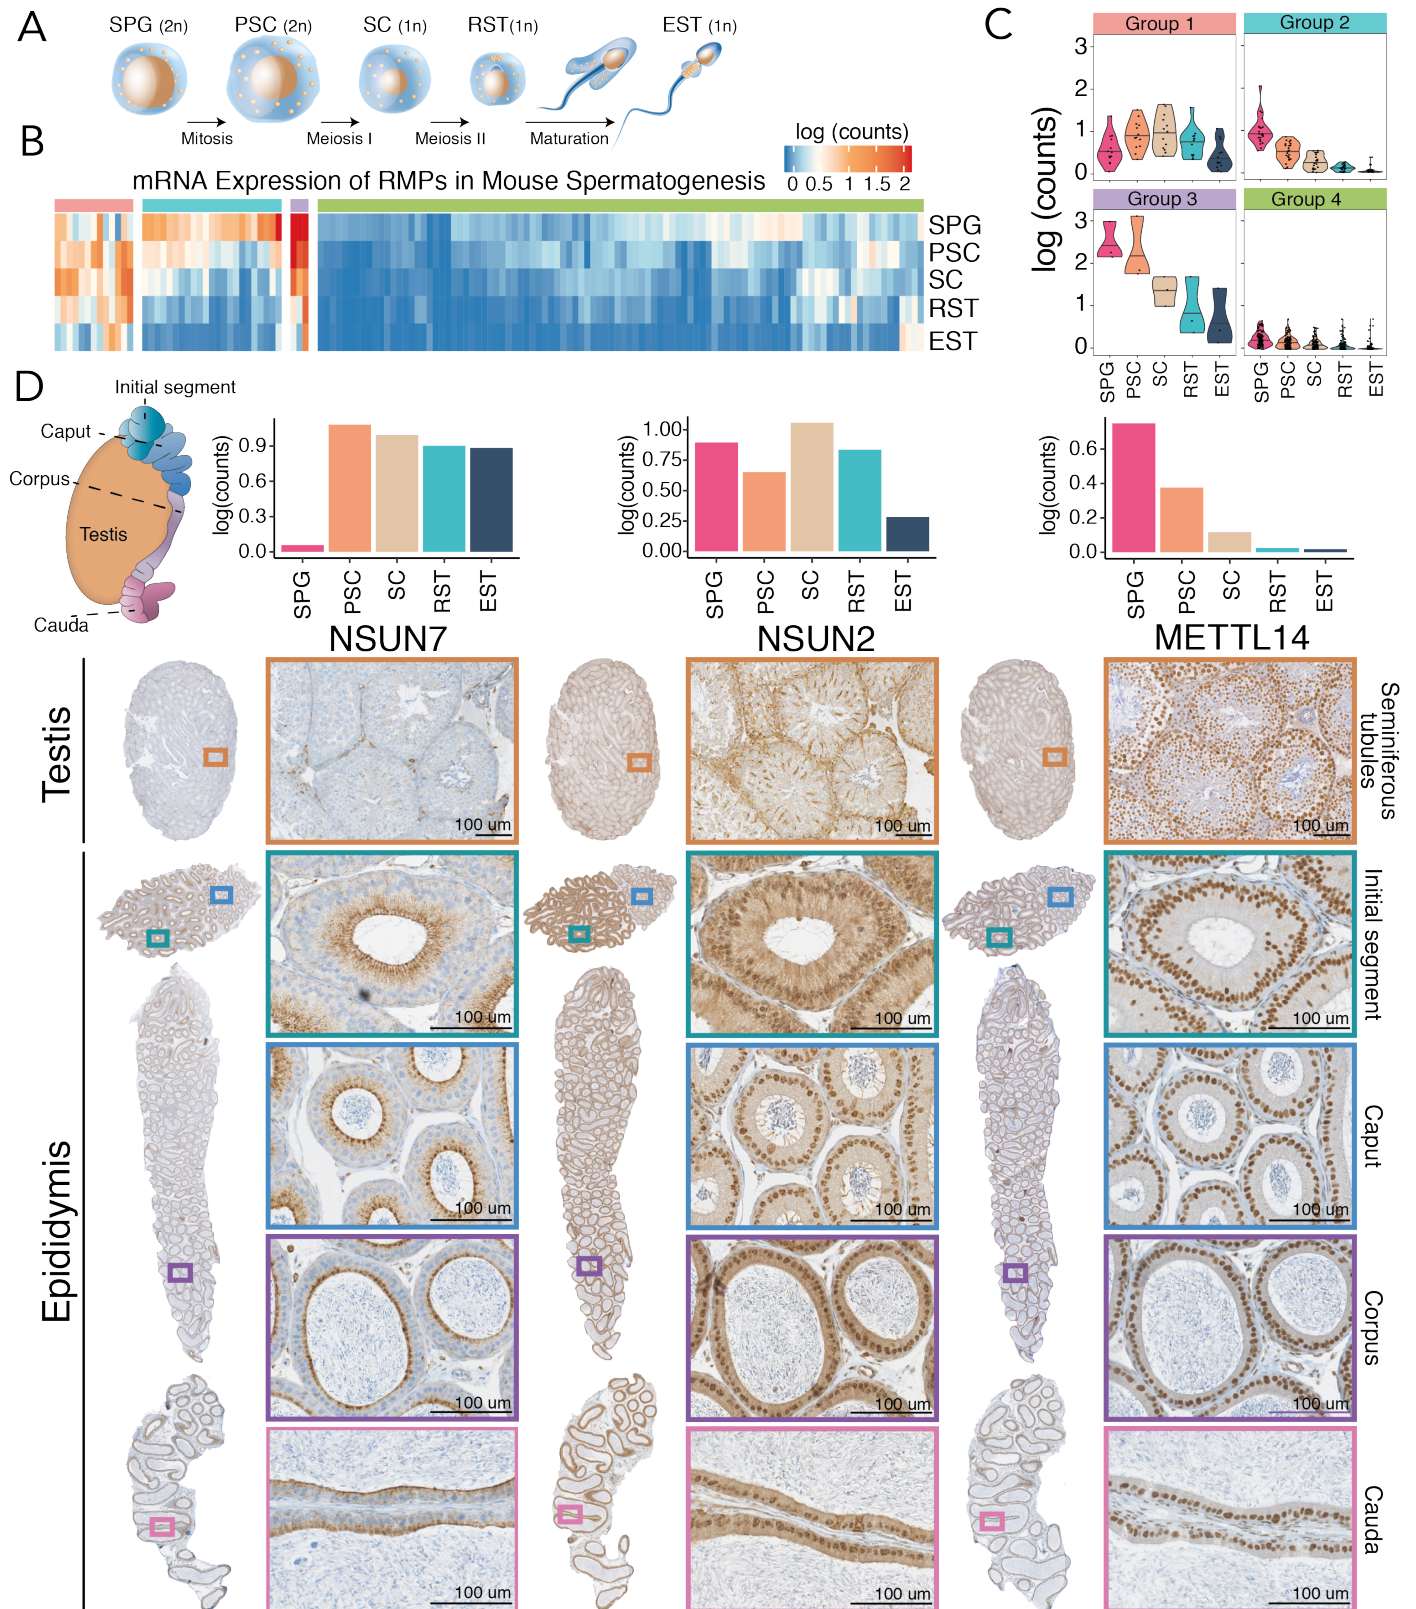 A
SPG (2n)
PSC (2n)
SC (1n)
RST(1n)
EST (1n)
Mitosis
Meiosis I
Meiosis II
Maturation
B
log (counts)
0 0.5 1 1.5 2
mRNA Expression of RMPs in Mouse Spermatogenesis
SPG
PSC
SC
RST
EST
C
Group 1
Group 2
Group 3
Group 4
log (counts)
3
2
1
0
3
2
1
0
SPG
PSC
SC
RST
EST
SPG
PSC
SC
RST
EST
D
Initial segment
Caput
Corpus
Testis
Cauda
log(counts)
0.9
0.6
0.3
0.0
SPG
PSC
SC
RST
EST
NSUN7
log(counts)
1.00
0.75
0.50
0.25
0.00
SPG
PSC
SC
RST
EST
NSUN2
log(counts)
0.6
0.4
0.2
0.0
SPG
PSC
SC
RST
EST
METTL14
Testis
100 um
100 um
100 um
Seminiferous
tubules
Epididymis
100 um
100 um
100 um
Initial segment
100 um
100 um
100 um
Caput
100 um
100 um
100 um
Corpus
100 um
100 um
100 um
Cauda